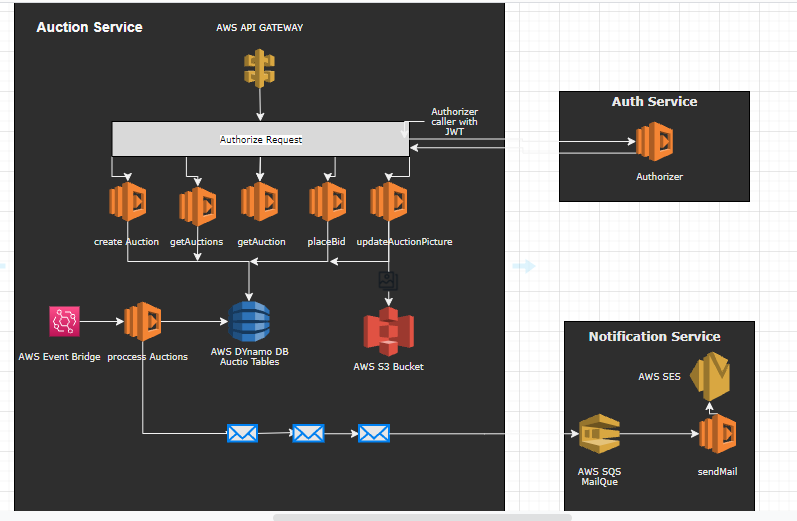 Auction Service
AWS API GATEWAY
Authorizer
caller with
JWT
Authorize Request
Auth Service
Authorizer
create Auction
getAuctions
getAuction
placeBid
updateAuctionPicture
AWS Event Bridge
proccess Auctions
AWS DYnamo DB
Auctio Tables
AWS S3 Bucket
Notification Service
AWS SES
AWS SQS
MailQue
sendMail